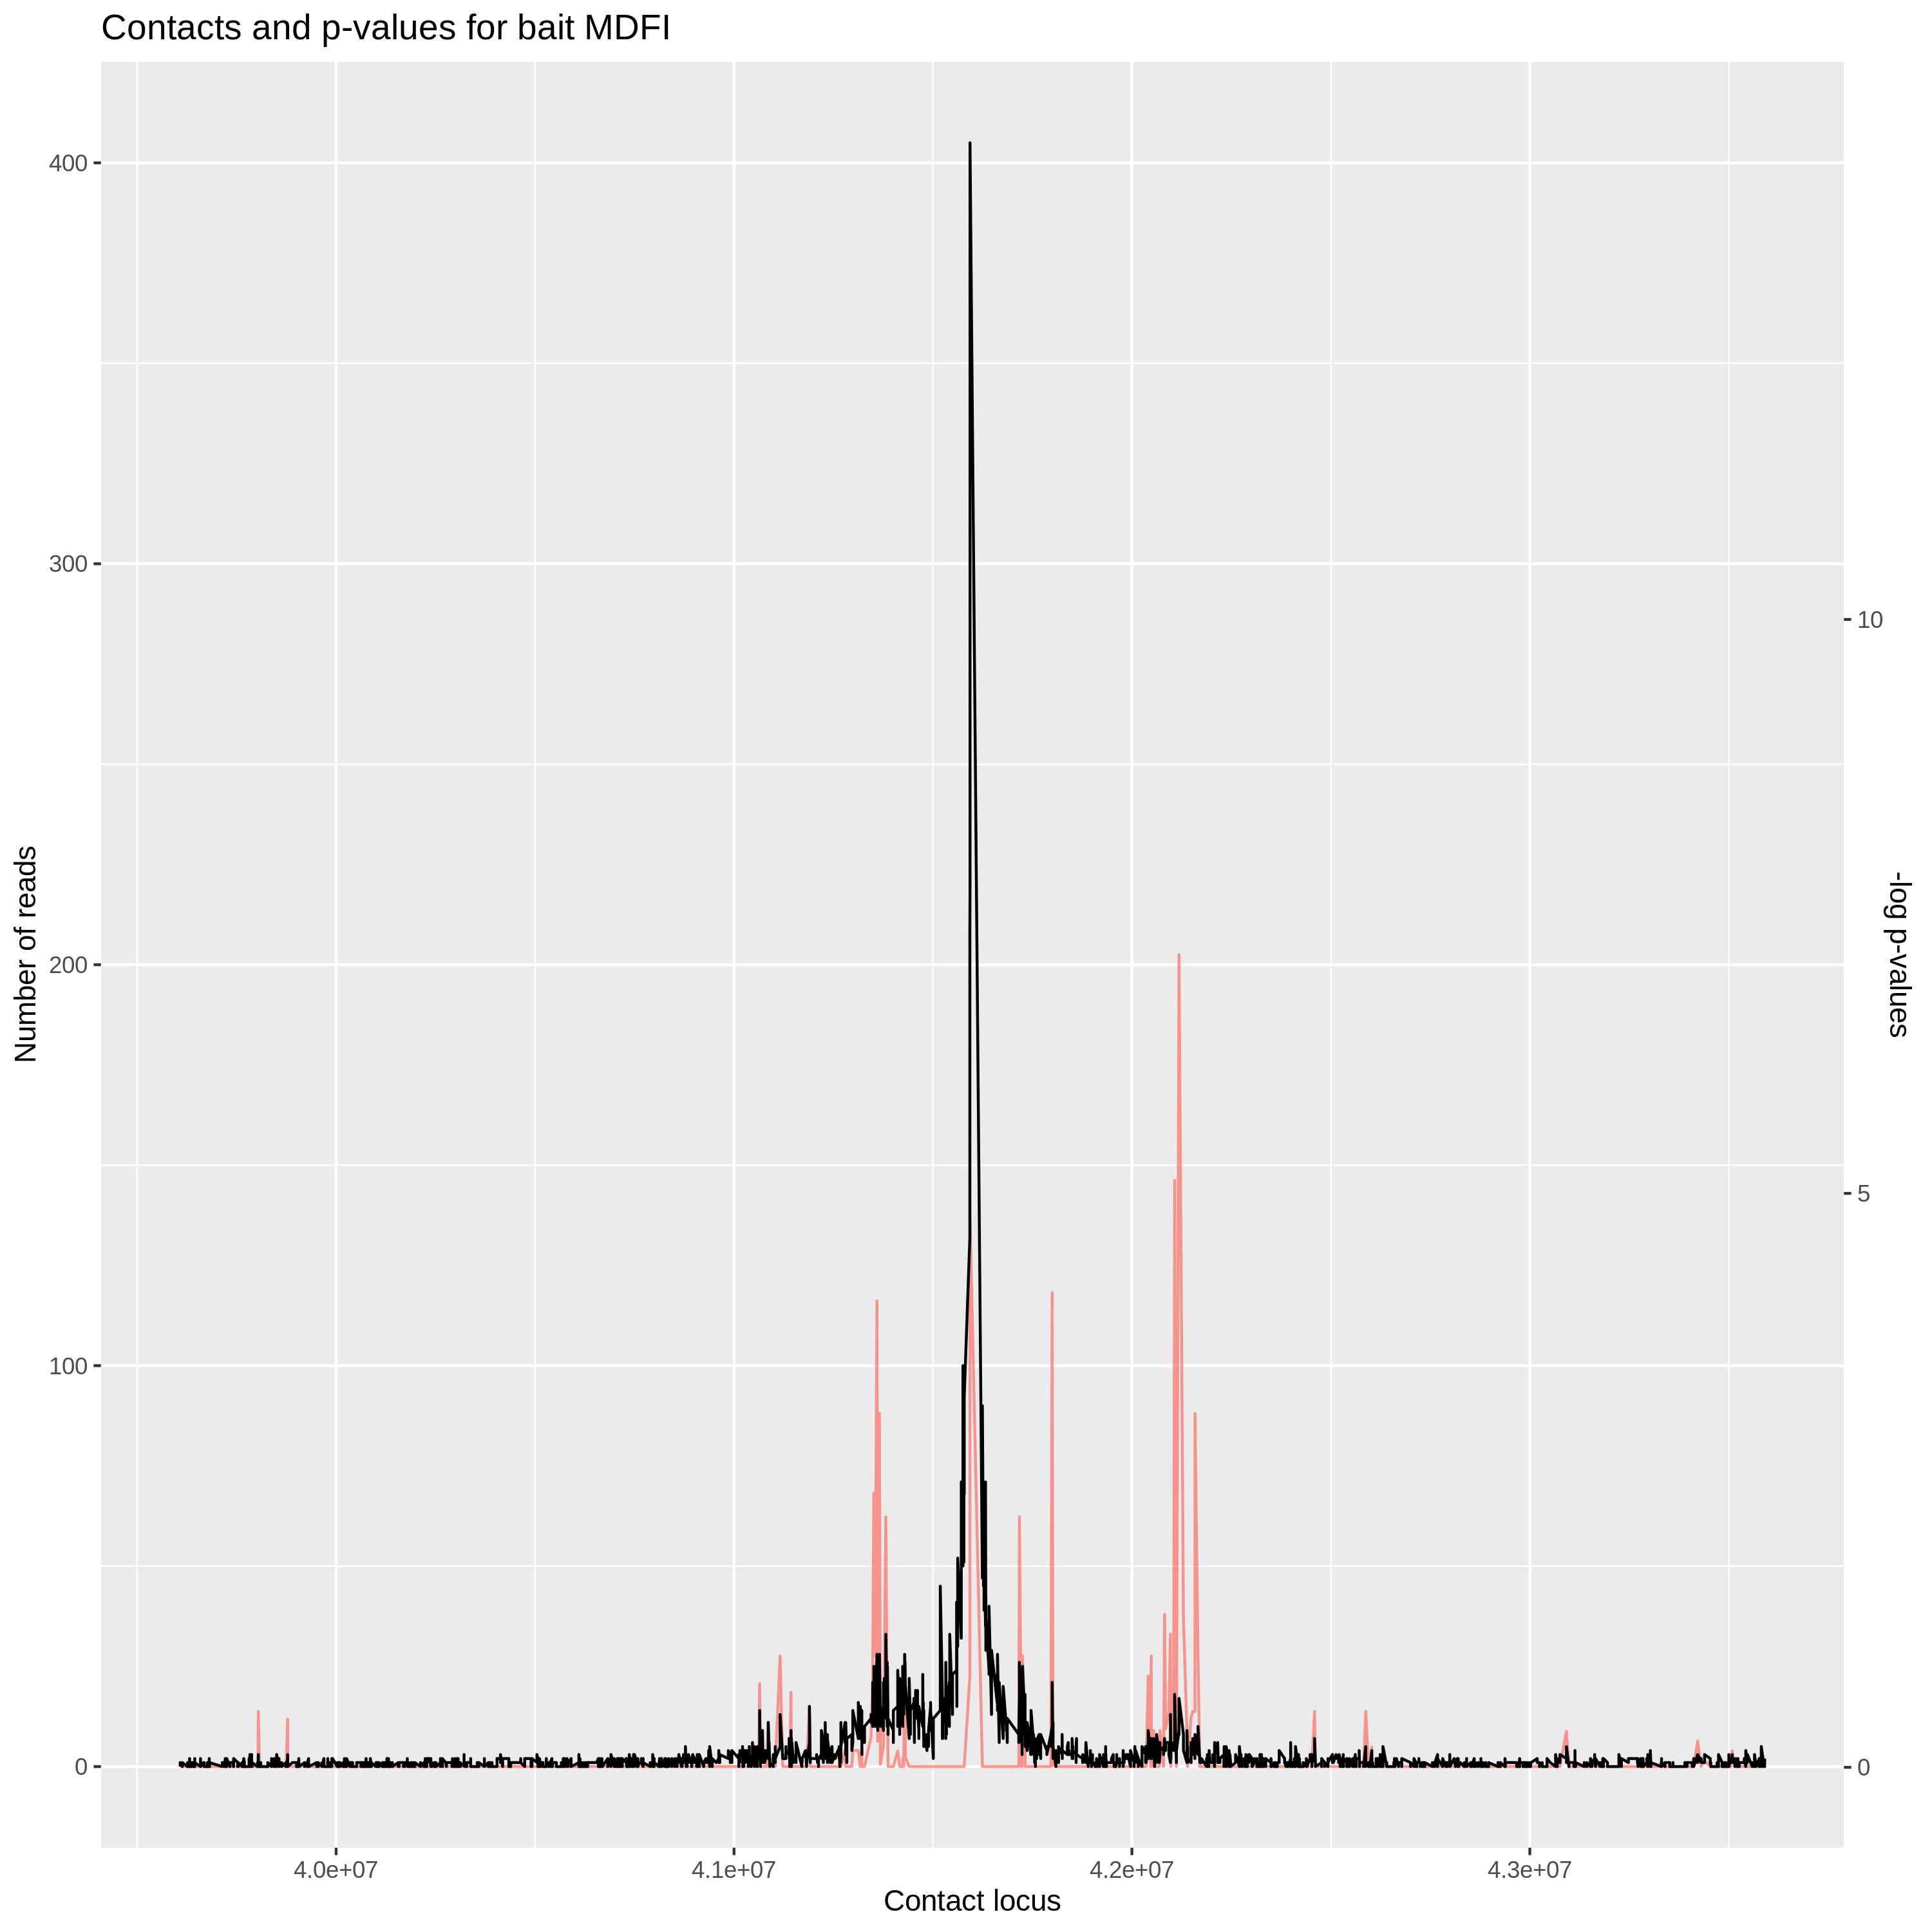 Contacts and p-values for bait MDFI
400
300
200
100
0
Number of reads
10
5
0
-log p-values
4.0e+07
4.1e+07
4.2e+07
4.3e+07
Contact locus